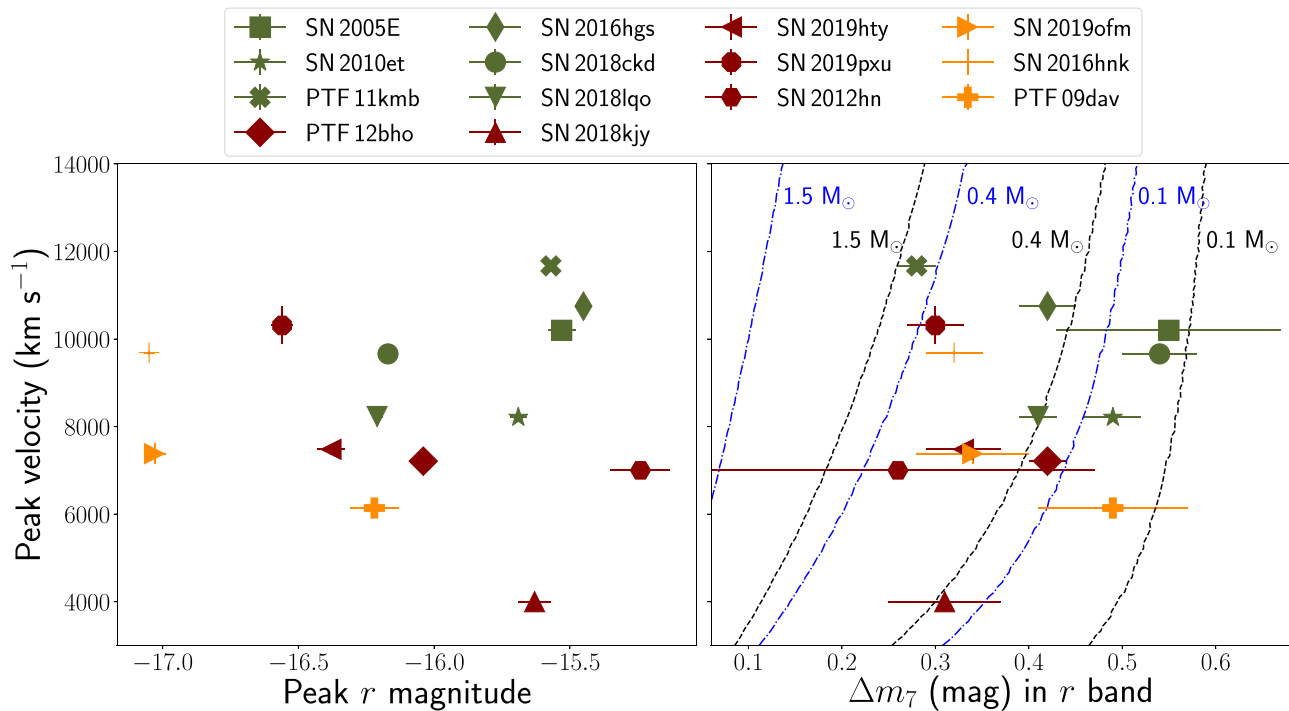 SN 2005E SN 2016hgs SN 2019hty SN 2019ofm
SN 2010et SN 2018ckd SN 2019pxu SN 2016hnk
PTF 11kmb SN 2018lqo SN 2012hn PTF 09dav
PTF 12bho SN 2018kjy
14000
12000
10000
8000
6000
4000
Peak velocity (km s⁻¹)
−17.0 −16.5 −16.0 −15.5
Peak r magnitude
1.5 M⊙ 0.4 M⊙ 0.1 M⊙
1.5 M⊙ 0.4 M⊙ 0.1 M⊙
0.1 0.2 0.3 0.4 0.5 0.6
Δm₇ (mag) in r band